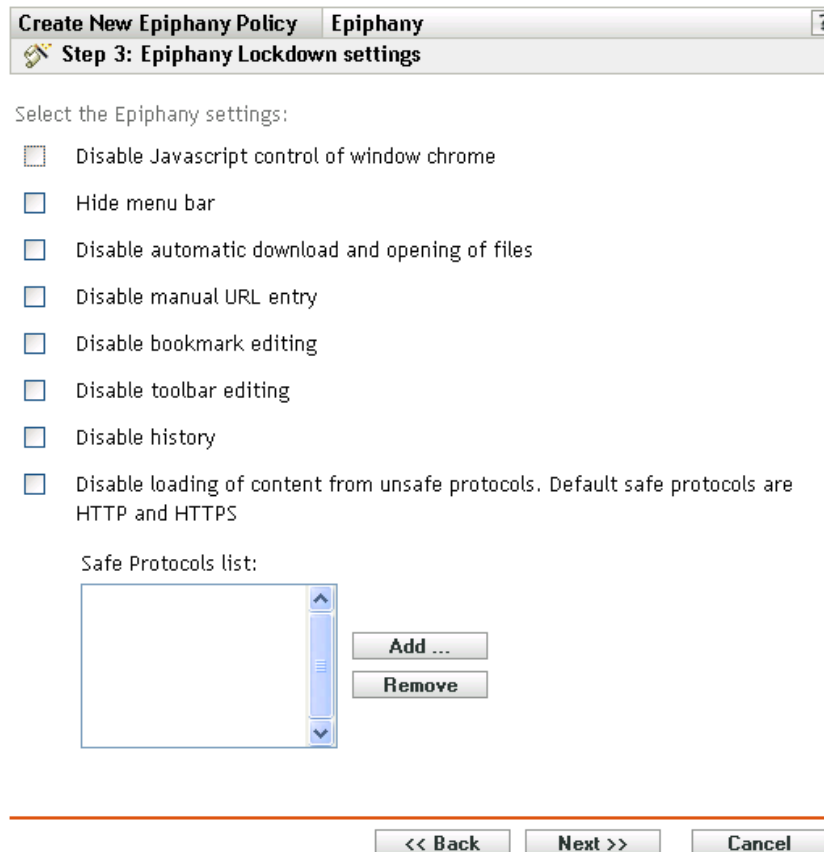 Create New Epiphany Policy Epiphany
Step 3: Epiphany Lockdown settings
Select the Epiphany settings:
Disable Javascript control of window chrome
Hide menu bar
Disable automatic download and opening of files
Disable manual URL entry
Disable bookmark editing
Disable toolbar editing
Disable history
Disable loading of content from unsafe protocols. Default safe protocols are
HTTP and HTTPS
Safe Protocols list:
Add ...
Remove
<< Back Next >> Cancel